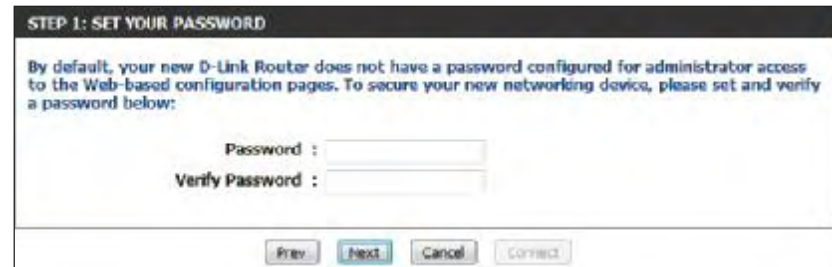 STEP 1: SET YOUR PASSWORD
By default, your new D-Link Router does not have a password configured for administrator access
to the Web-based configuration pages. To secure your new networking device, please set and verify
a password below:
Password :
Verify Password :
Prev Next Cancel Connect